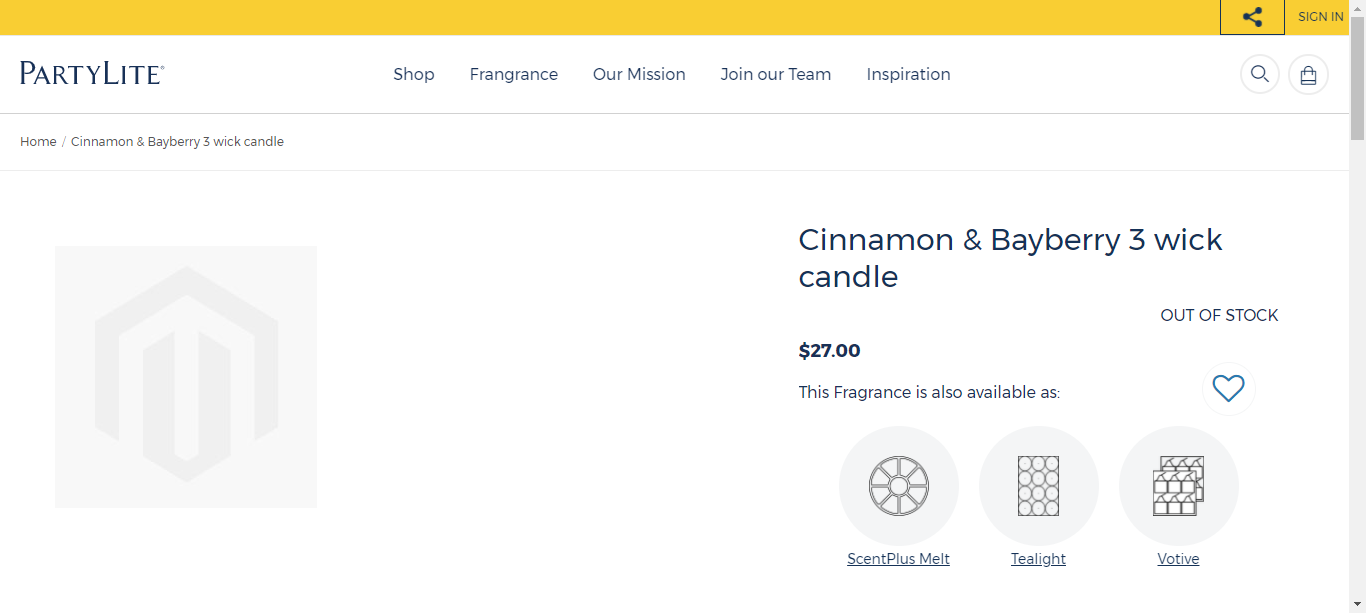 SIGN IN
PARTYLITE®
Shop
Frangrance
Our Mission
Join our Team
Inspiration
Home / Cinnamon & Bayberry 3 wick candle
Cinnamon & Bayberry 3 wick
candle
OUT OF STOCK
$27.00
This Fragrance is also available as:
ScentPlus Melt
Tealight
Votive